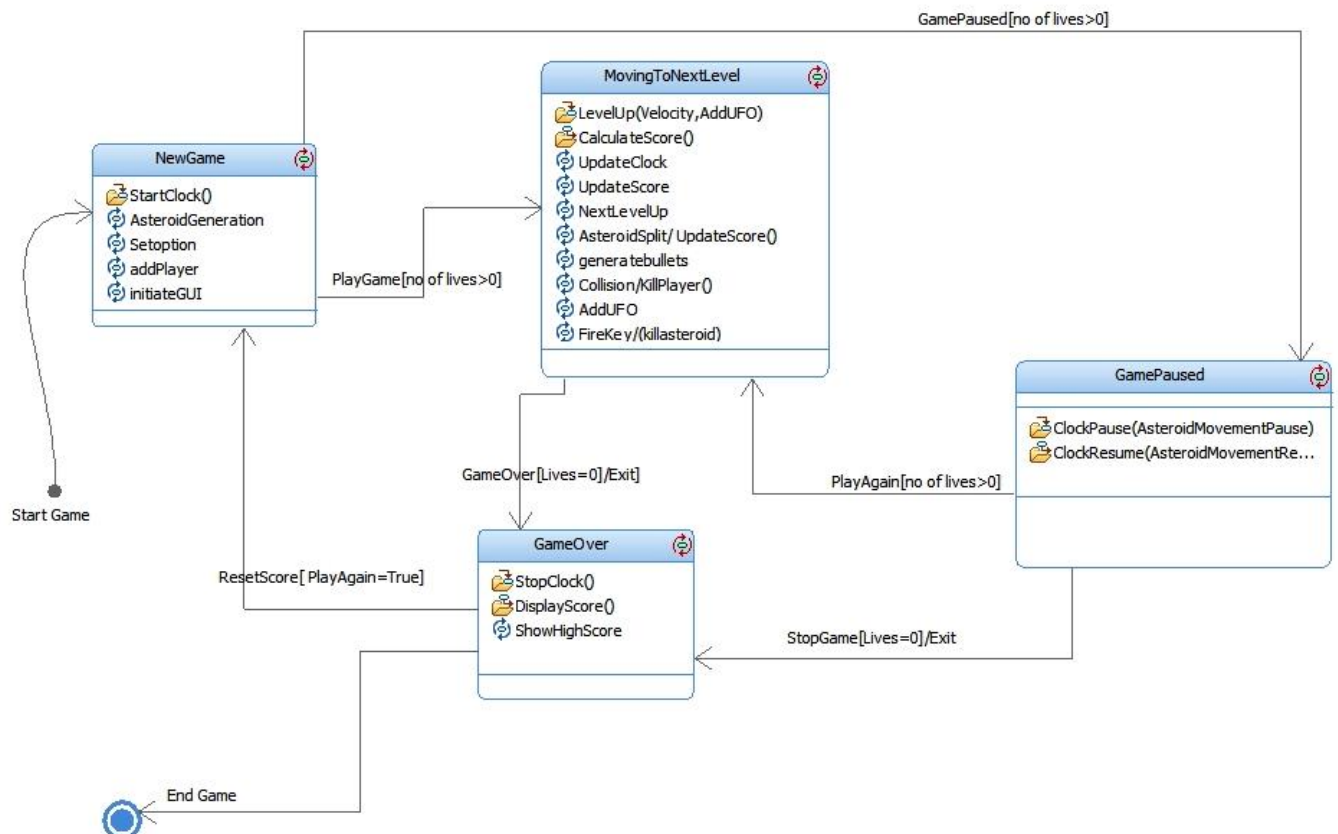 GamePaused[no of lives>0]
MovingToNextLevel
LevelUp(Velocity,AddUFO)
CalculateScore()
UpdateClock
UpdateScore
NextLevelUp
AsteroidSplit/ UpdateScore()
generatebullets
Collision/KillPlayer()
AddUFO
FireKey/(killasteroid)
NewGame
StartClock()
AsteroidGeneration
Setoption
addPlayer
initiateGUI
PlayGame[no of lives>0]
GamePaused
ClockPause(AsteroidMovementPause)
ClockResume(AsteroidMovementRe...
GameOver[Lives=0]/Exit]
PlayAgain[no of lives>0]
Start Game
GameOver
StopClock()
DisplayScore()
ShowHighScore
ResetScore[ PlayAgain=True]
StopGame[Lives=0]/Exit
End Game